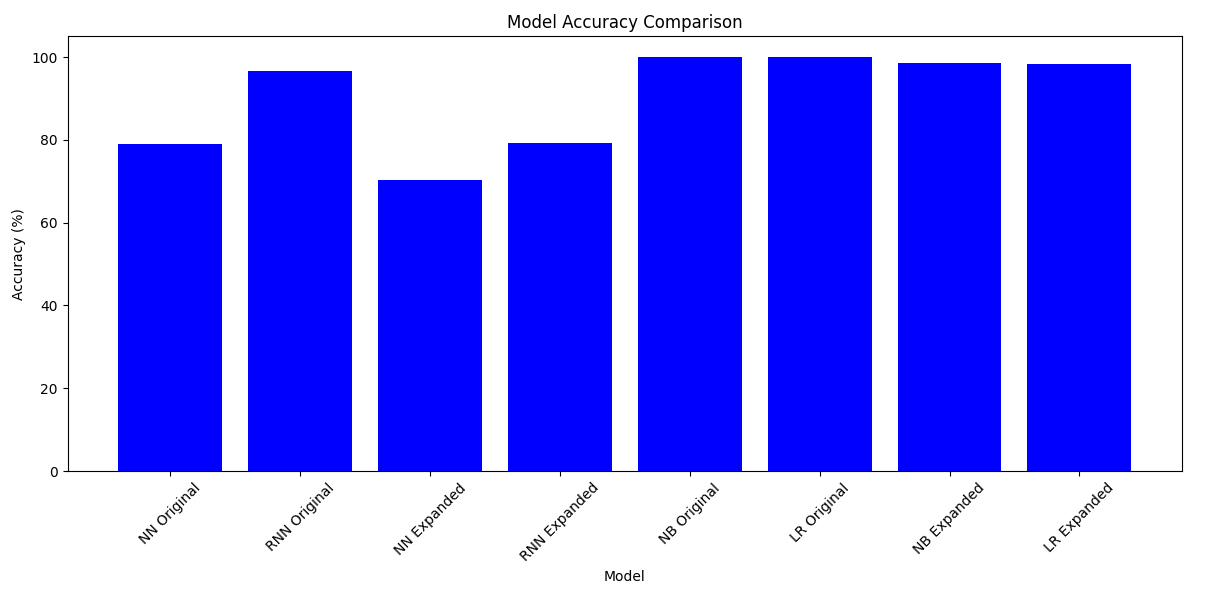 Model Accuracy Comparison
Accuracy (%)
100
80
60
40
20
0
NN Original
RNN Original
NN Expanded
RNN Expanded
NB Original
LR Original
NB Expanded
LR Expanded
Model